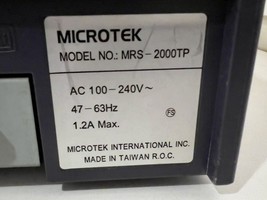 MICROTEK
MODEL NO.: MRS-2000TP
AC 100-240V~
47-63Hz
1.2A Max.
FS
MICROTEK INTERNATIONAL INC.
MADE IN TAIWAN R.O.C.